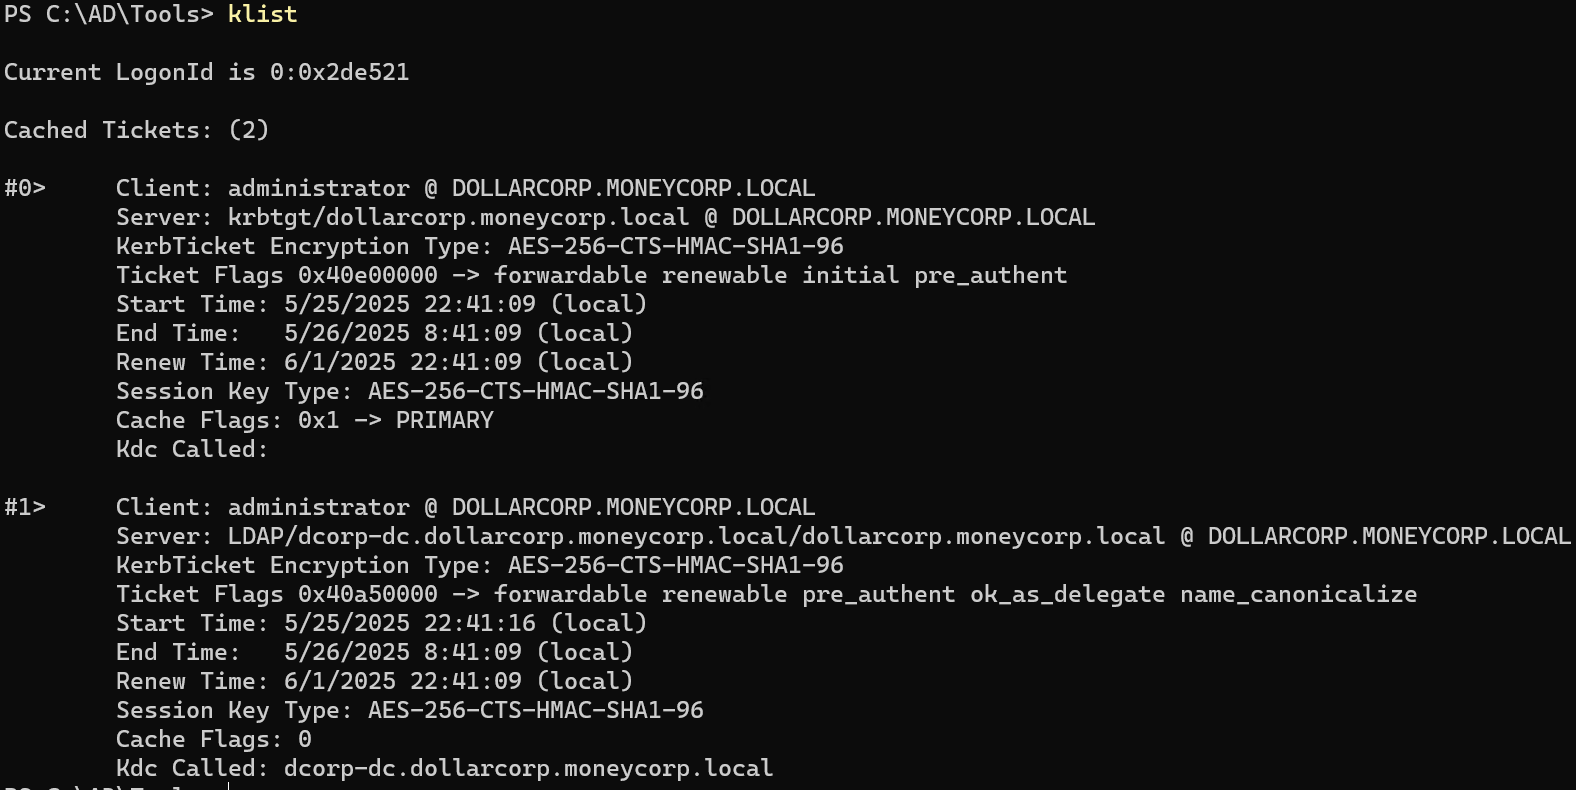 PS C:\AD\Tools> klist
Current LogonId is 0:0x2de521
Cached Tickets: (2)
#0> Client: administrator @ DOLLARCORP.MONEYCORP.LOCAL
Server: krbtgt/dollarcorp.moneycorp.local @ DOLLARCORP.MONEYCORP.LOCAL
KerbTicket Encryption Type: AES-256-CTS-HMAC-SHA1-96
Ticket Flags 0x40e00000 -> forwardable renewable initial pre_authent
Start Time: 5/25/2025 22:41:09 (local)
End Time: 5/26/2025 8:41:09 (local)
Renew Time: 6/1/2025 22:41:09 (local)
Session Key Type: AES-256-CTS-HMAC-SHA1-96
Cache Flags: 0x1 -> PRIMARY
Kdc Called:
#1> Client: administrator @ DOLLARCORP.MONEYCORP.LOCAL
Server: LDAP/dcorp-dc.dollarcorp.moneycorp.local/dollarcorp.moneycorp.local @ DOLLARCORP.MONEYCORP.LOCAL
KerbTicket Encryption Type: AES-256-CTS-HMAC-SHA1-96
Ticket Flags 0x40a50000 -> forwardable renewable pre_authent ok_as_delegate name_canonicalize
Start Time: 5/25/2025 22:41:16 (local)
End Time: 5/26/2025 8:41:09 (local)
Renew Time: 6/1/2025 22:41:09 (local)
Session Key Type: AES-256-CTS-HMAC-SHA1-96
Cache Flags: 0
Kdc Called: dcorp-dc.dollarcorp.moneycorp.local